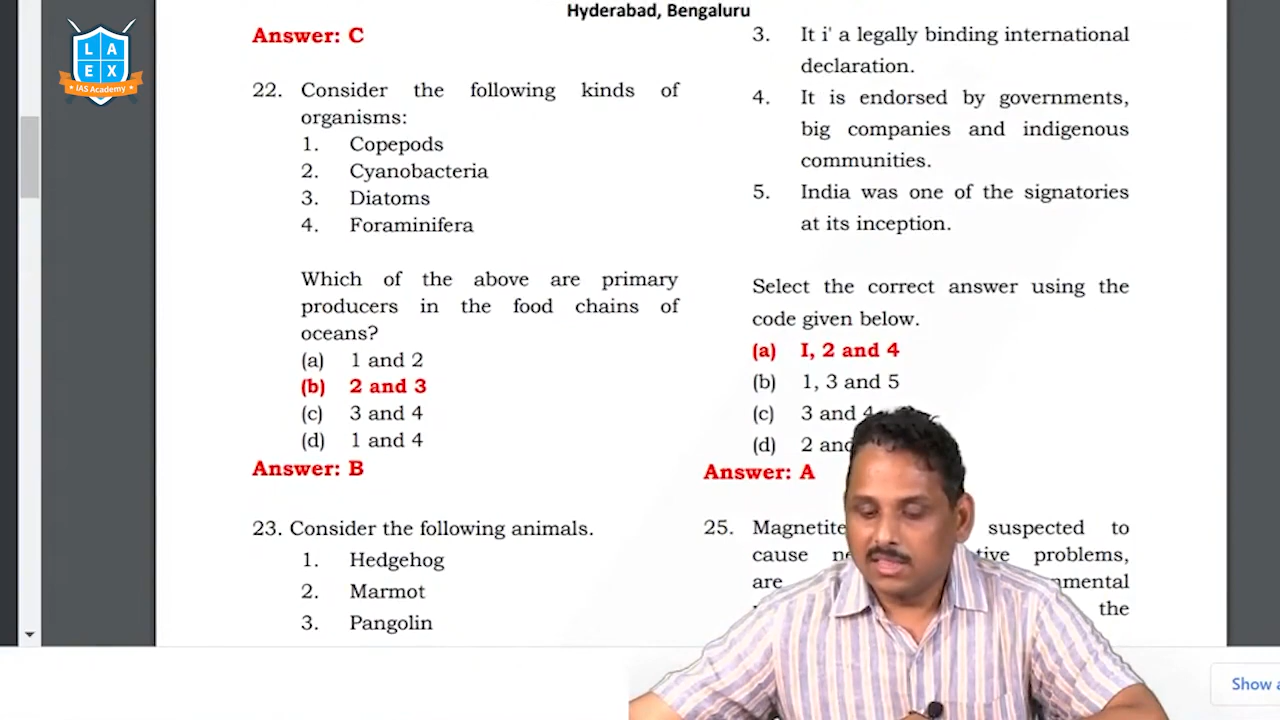 Hyderabad, Bengaluru
L A
E X
IAS Academy
Answer: C
22. Consider the following kinds of
organisms:
1. Copepods
2. Cyanobacteria
3. Diatoms
4. Foraminifera
Which of the above are primary
producers in the food chains of
oceans?
(a) 1 and 2
(b) 2 and 3
(c) 3 and 4
(d) 1 and 4
Answer: B
23. Consider the following animals.
1. Hedgehog
2. Marmot
3. Pangolin
3. It i' a legally binding international
declaration.
4. It is endorsed by governments,
big companies and indigenous
communities.
5. India was one of the signatories
at its inception.
Select the correct answer using the
code given below.
(a) I, 2 and 4
(b) 1, 3 and 5
(c) 3 and 4
(d) 2 and
Answer: A
25. Magnetite suspected to
cause problems,
are
the
Show